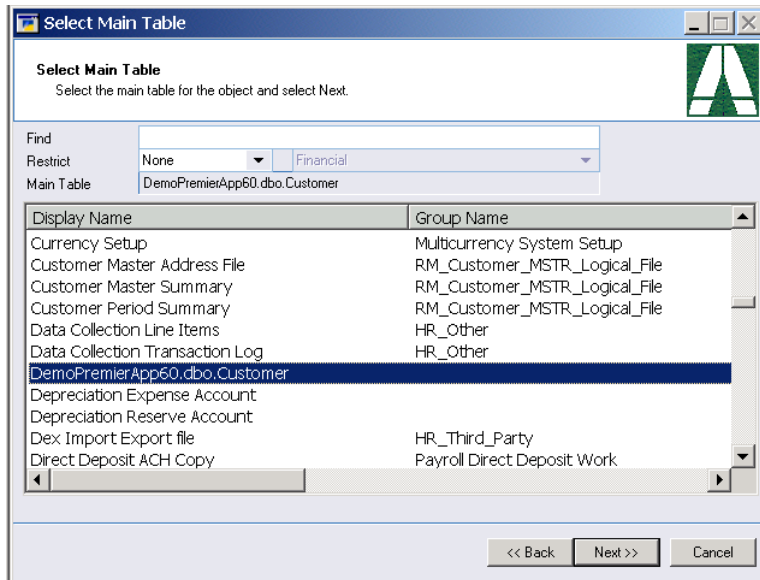 Select Main Table
Select Main Table
Select the main table for the object and select Next.
Find
Restrict None Financial
Main Table DemoPremierApp60.dbo.Customer
Display Name Group Name
Currency Setup Multicurrency System Setup
Customer Master Address File RM_Customer_MSTR_Logical_File
Customer Master Summary RM_Customer_MSTR_Logical_File
Customer Period Summary RM_Customer_MSTR_Logical_File
Data Collection Line Items HR_Other
Data Collection Transaction Log HR_Other
DemoPremierApp60.dbo.Customer
Depreciation Expense Account
Depreciation Reserve Account
Dex Import Export file HR_Third_Party
Direct Deposit ACH Copy Payroll Direct Deposit Work
<< Back Next >> Cancel